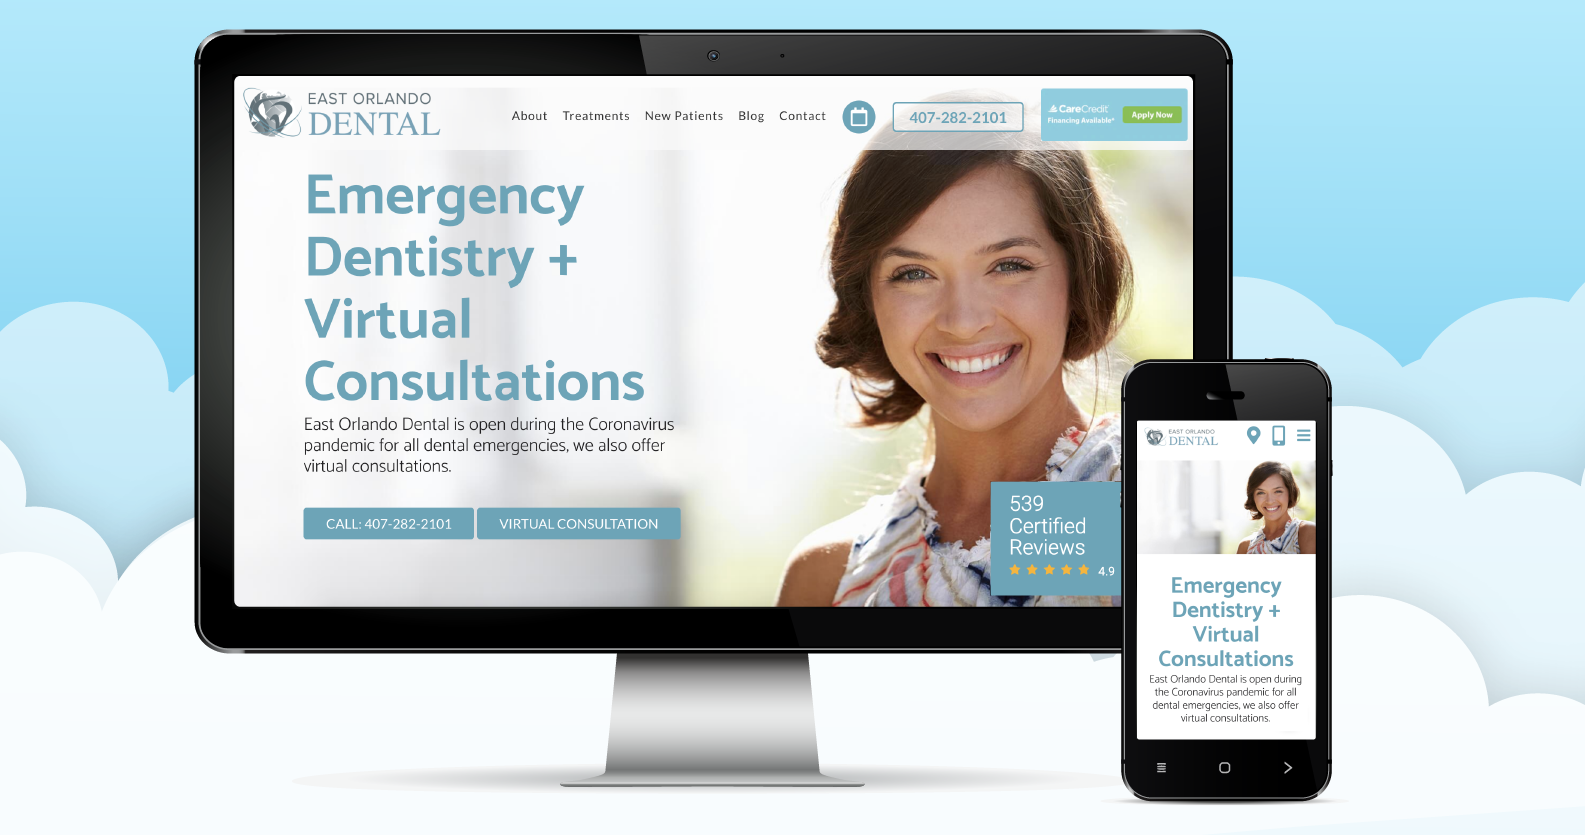 EAST ORLANDO
DENTAL
About Treatments New Patients Blog Contact
407-282-2101
CareCredit
Financing Available*
Apply Now
Emergency
Dentistry +
Virtual
Consultations
East Orlando Dental is open during the Coronavirus
pandemic for all dental emergencies, we also offer
virtual consultations.
CALL: 407-282-2101
VIRTUAL CONSULTATION
539
Certified
Reviews
4.9
EAST ORLANDO
DENTAL
Emergency
Dentistry +
Virtual
Consultations
East Orlando Dental is open during
the Coronavirus pandemic for all
dental emergencies, we also offer
virtual consultations.